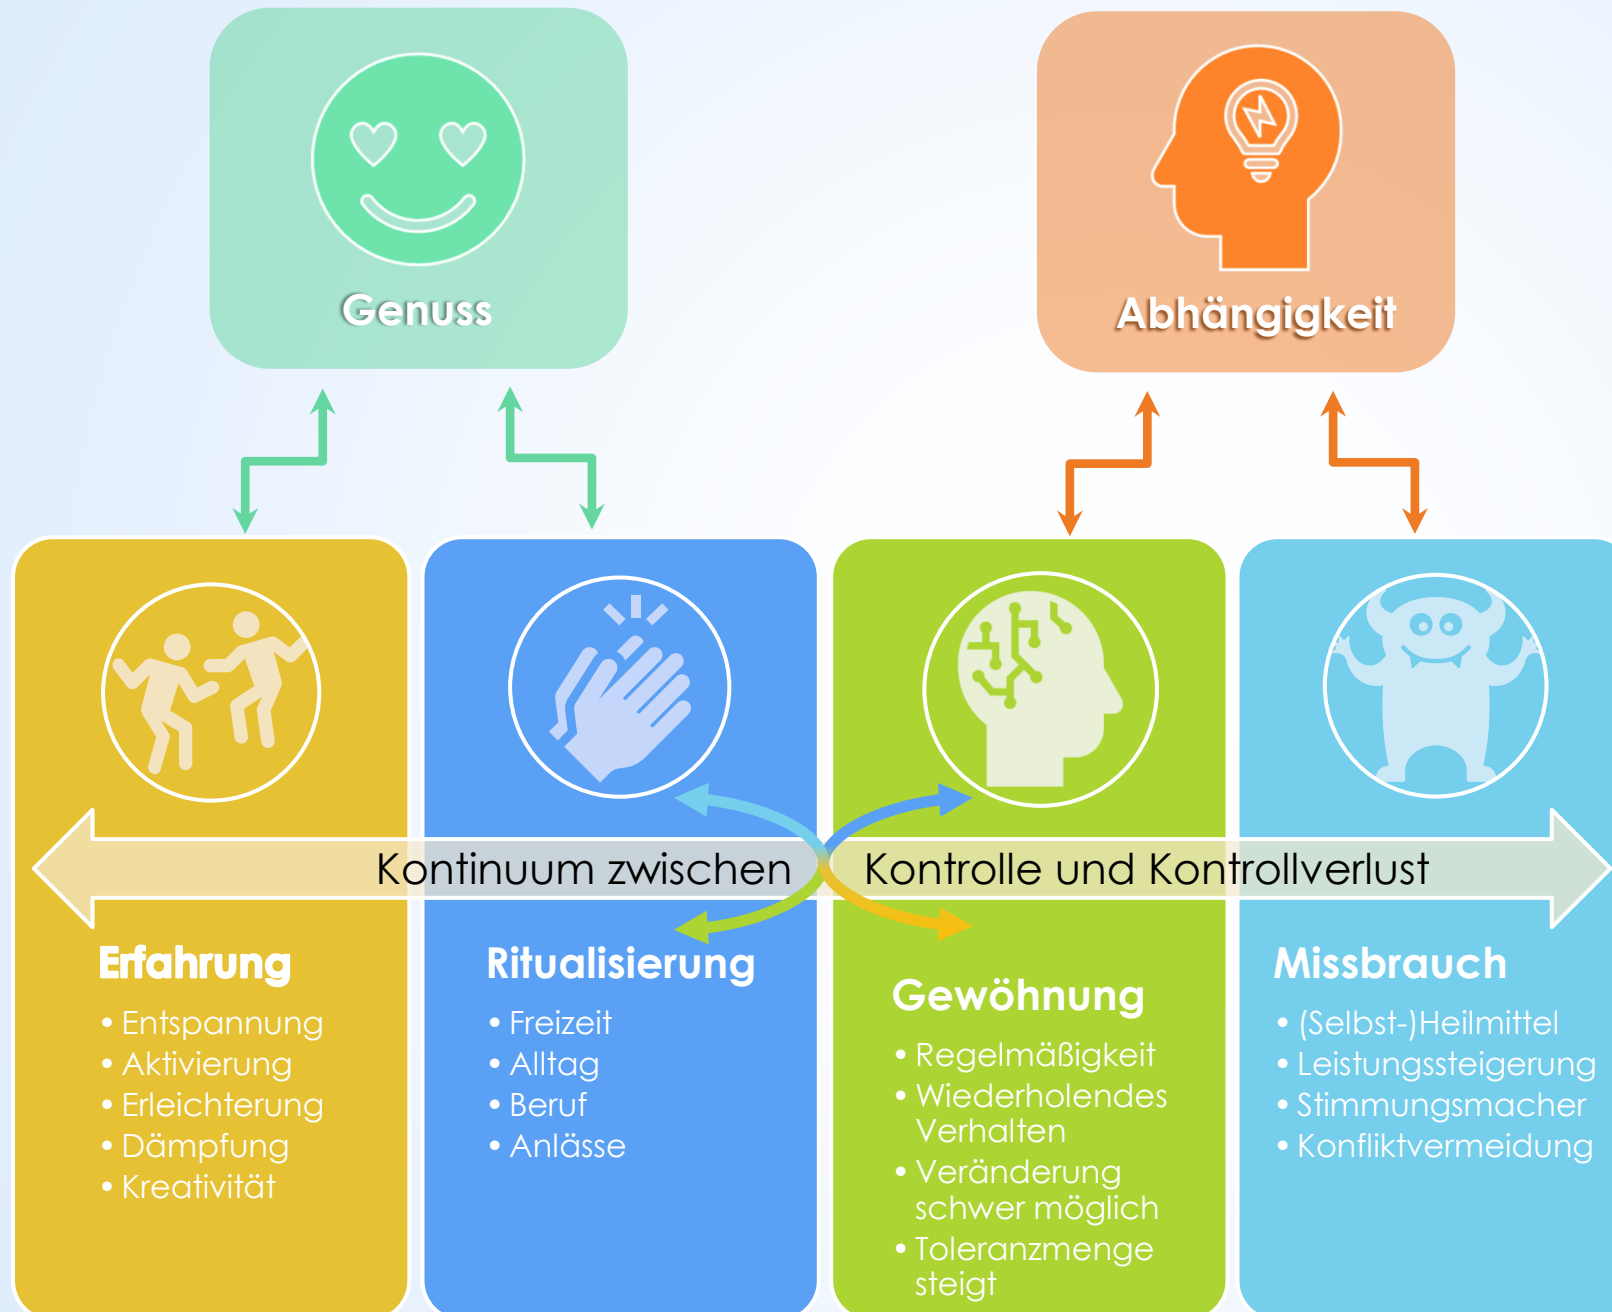 Genuss
Abhängigkeit
Kontinuum zwischen Kontrolle und Kontrollverlust
Erfahrung
• Entspannung
• Aktivierung
• Erleichterung
• Dämpfung
• Kreativität
Ritualisierung
• Freizeit
• Alltag
• Beruf
• Anlässe
Gewöhnung
• Regelmäßigkeit
• Wiederholendes
Verhalten
• Veränderung
schwer möglich
• Toleranzmenge
steigt
Missbrauch
• (Selbst-)Heilmittel
• Leistungssteigerung
• Stimmungsmacher
• Konfliktvermeidung